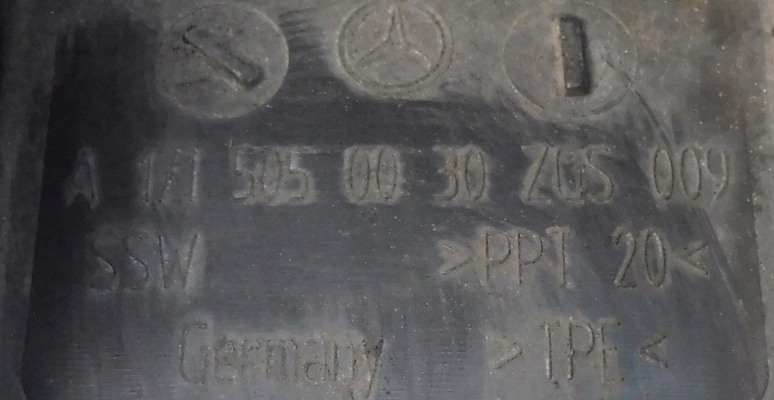 A 171 505 00 30 ZGS 009
SSW >PPT 20<
Germany >TPE<